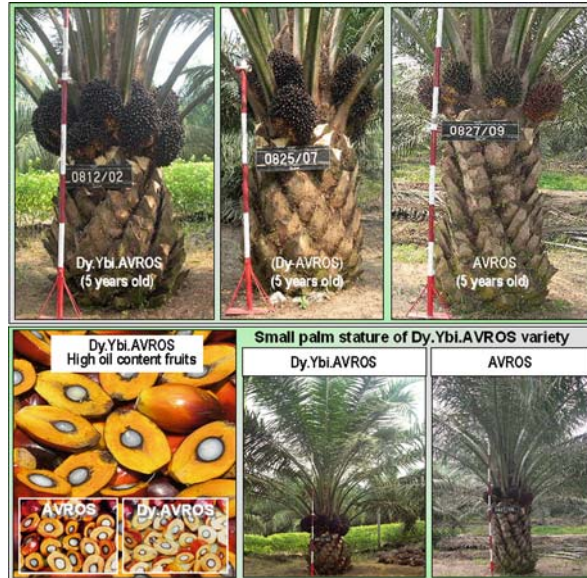 0812/02
Dy.Ybi.AVROS
(5 years old)
0825/07
(Dy-AVROS)
(5 years old)
0827/09
AVROS
(5 years old)
Dy.Ybi.AVROS
High oil content fruits
AVROS
Dy.AVROS
Small palm stature of Dy.Ybi.AVROS variety
Dy.Ybi.AVROS
AVROS